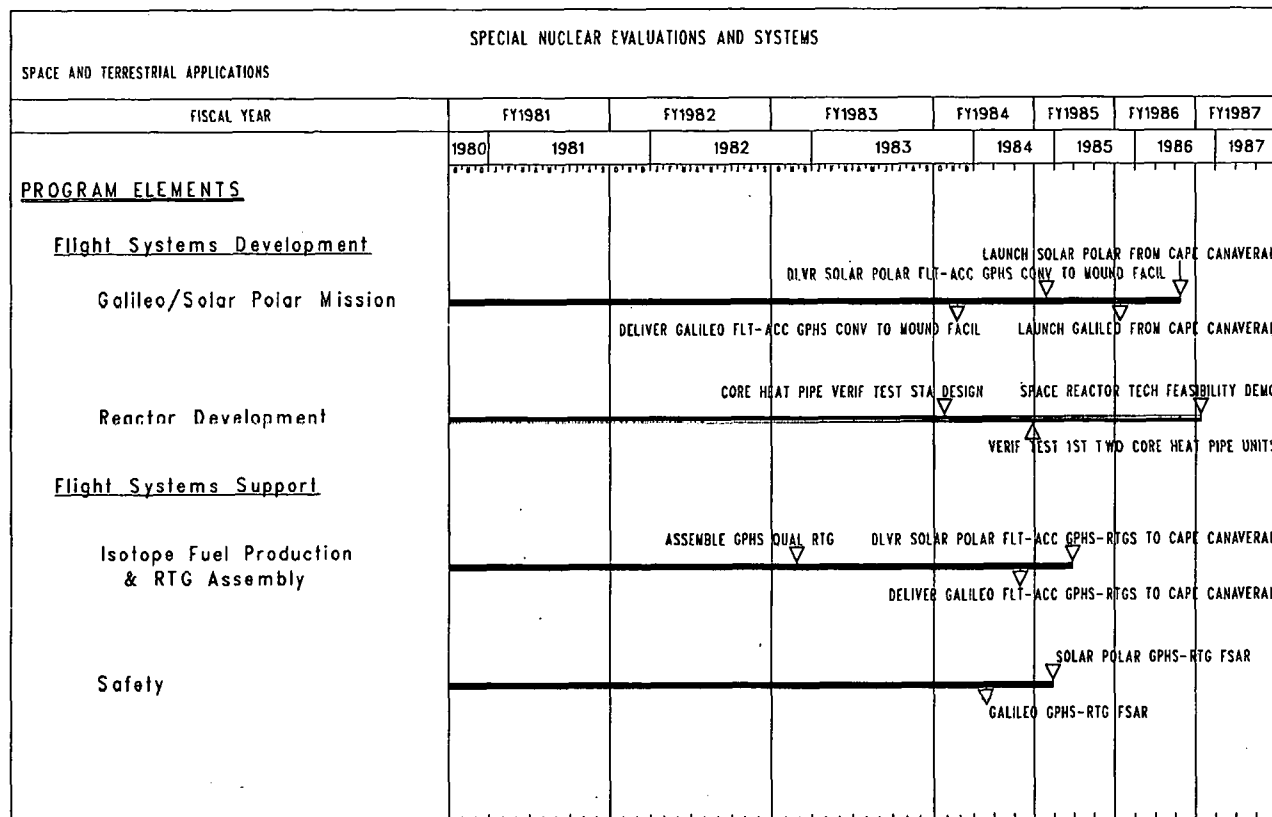 SPECIAL NUCLEAR EVALUATIONS AND SYSTEMS
SPACE AND TERRESTRIAL APPLICATIONS
FISCAL YEAR FY1981 FY1982 FY1983 FY1984 FY1985 FY1986 FY1987
1980 1981 1982 1983 1984 1985 1986 1987
PROGRAM ELEMENTS
Flight Systems Development
LAUNCH SOLAR POLAR FROM CAPE CANAVERAL
DLVR SOLAR POLAR FLT-ACC GPHS CONV TO MOUND FACIL
Galileo/Solar Polar Mission
DELIVER GALILEO FLT-ACC GPHS CONV TO MOUND FACIL LAUNCH GALILEO FROM CAPE CANAVERAL
CORE HEAT PIPE VERIF TEST STA DESIGN SPACE REACTOR TECH FEASIBILITY DEMO
Reactor Development
VERIF TEST 1ST TWO CORE HEAT PIPE UNITS
Flight Systems Support
ASSEMBLE GPHS QUAL RTG DLVR SOLAR POLAR FLT-ACC GPHS-RTGS TO CAPE CANAVERAL
Isotope Fuel Production
& RTG Assembly
DELIVER GALILEO FLT-ACC GPHS-RTGS TO CAPE CANAVERAL
SOLAR POLAR GPHS-RTG FSAR
Safety
GALILEO GPHS-RTG FSAR